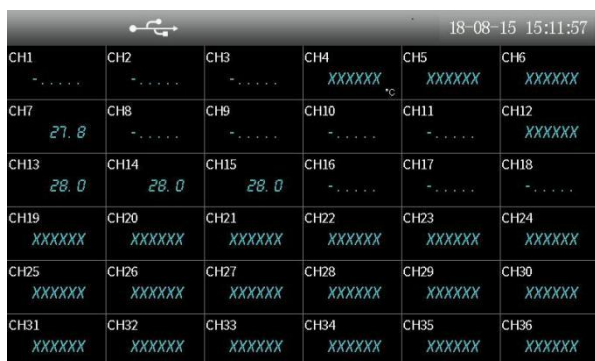 18-08-15 15:11:57
CH1 CH2 CH3 CH4 CH5 CH6
-..... -..... -..... XXXXXX °C XXXXXX XXXXXX
CH7 CH8 CH9 CH10 CH11 CH12
27.8 -..... -..... -..... -..... XXXXXX
CH13 CH14 CH15 CH16 CH17 CH18
28.0 28.0 28.0 -..... -..... -.....
CH19 CH20 CH21 CH22 CH23 CH24
XXXXXX XXXXXX XXXXXX XXXXXX XXXXXX XXXXXX
CH25 CH26 CH27 CH28 CH29 CH30
XXXXXX XXXXXX XXXXXX XXXXXX XXXXXX XXXXXX
CH31 CH32 CH33 CH34 CH35 CH36
XXXXXX XXXXXX XXXXXX XXXXXX XXXXXX XXXXXX